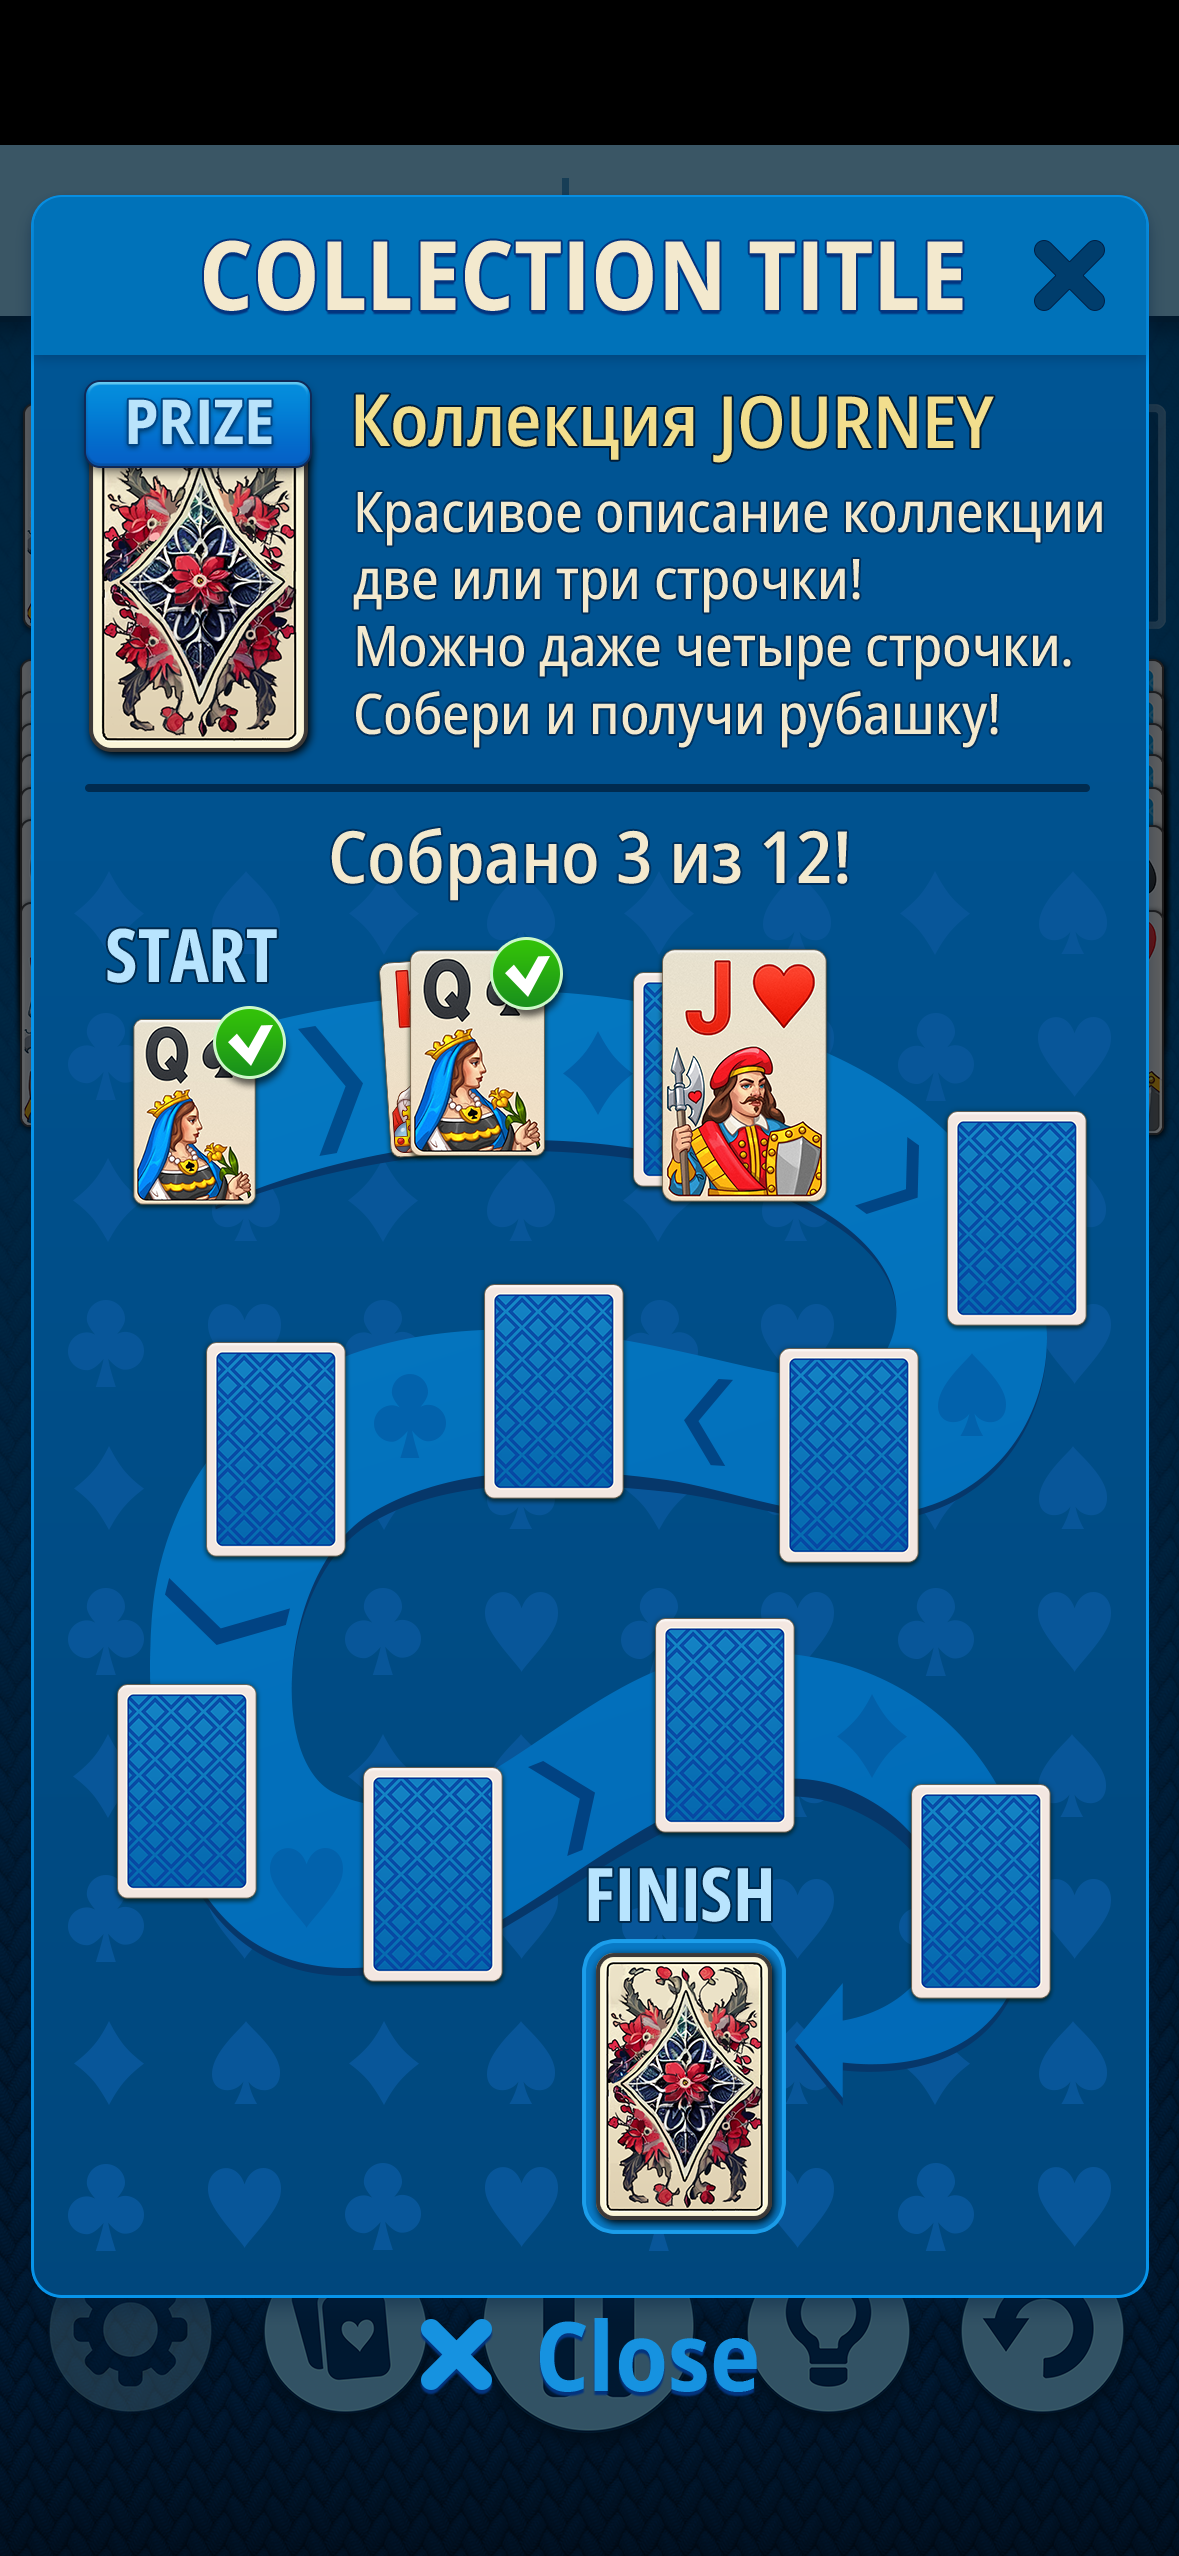 COLLECTION TITLE
PRIZE
Коллекция JOURNEY
Красивое описание коллекции
две или три строчки!
Можно даже четыре строчки.
Собери и получи рубашку!
Собрано 3 из 12!
START
Q
Q
J
FINISH
Close